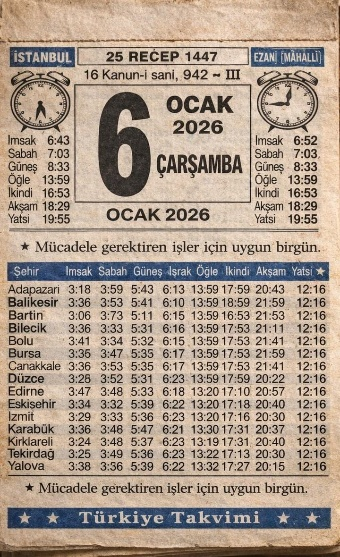 İSTANBUL
25 RECEP 1447
EZANİ [MAHALLİ]
16 Kanun-i sani, 942 ~ III
6
OCAK
2026
ÇARŞAMBA
OCAK 2026
İmsak 6:43
Sabah 7:03
Güneş 8:33
Öğle 13:59
İkindi 16:53
Akşam 18:29
Yatsi 19:55
İmsak 6:52
Sabah 7:03
Güneş 8:33
Öğle 13:59
İkindi 16:53
Akşam 18:29
Yatsi 19:55
★ Mücadele gerektiren işler için uygun birgün.
Şehir İmsak Sabah Güneş Işrak Öğle İkindi Akşam Yatsi ★
Adapazari 3:18 3:59 5:43 6:13 13:59 17:59 20:43 12:16
Balikesir 3:36 3:53 5:41 6:10 13:59 18:59 21:59 12:16
Bartin 3:06 3:73 5:11 6:15 13:59 16:53 21:53 12:16
Bilecik 3:36 3:33 5:31 6:16 13:59 17:53 21:11 12:16
Bolu 3:41 3:34 5:32 6:15 13:59 17:53 21:41 12:16
Bursa 3:35 3:47 5:35 6:17 13:59 17:53 21:59 12:16
Canakkale 3:36 3:53 5:35 6:17 13:59 17:53 21:41 12:16
Düzce 3:25 3:52 5:31 6:23 13:59 17:59 20:22 12:16
Edirne 3:47 3:48 5:33 6:18 13:20 17:10 20:57 12:16
Eskişehir 3:34 3:32 5:39 6:22 13:20 17:18 20:40 12:16
İzmit 3:29 3:33 5:36 6:23 13:20 17:16 20:30 12:16
Karabük 3:36 3:46 5:47 6:21 13:30 17:31 20:37 12:16
Kirklareli 3:24 3:48 5:37 6:23 13:19 17:31 20:40 12:16
Tekirdağ 3:25 3:49 5:36 6:23 13:22 17:13 20:30 12:16
Yalova 3:38 3:56 5:39 6:22 13:32 17:27 20:15 12:16
★ Mücadele gerektiren işler için uygun birgün.
★ ★ Türkiye Takvimi ★ ★